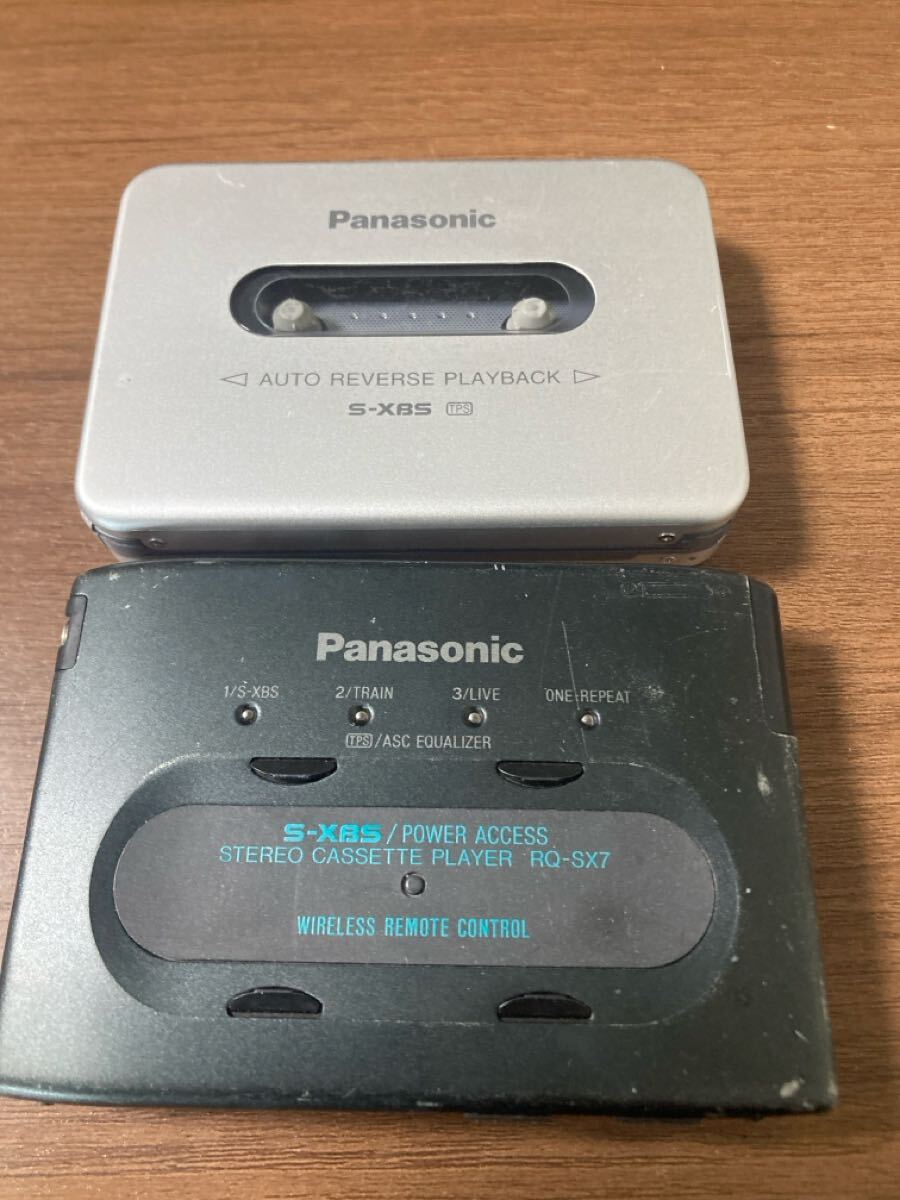 Panasonic
◁ AUTO REVERSE PLAYBACK ▷
S-XBS TPS
Panasonic
1/S-XBS 2/TRAIN 3/LIVE ONE REPEAT
TPS/ASC EQUALIZER
S-XBS/POWER ACCESS
STEREO CASSETTE PLAYER RQ-SX7
WIRELESS REMOTE CONTROL